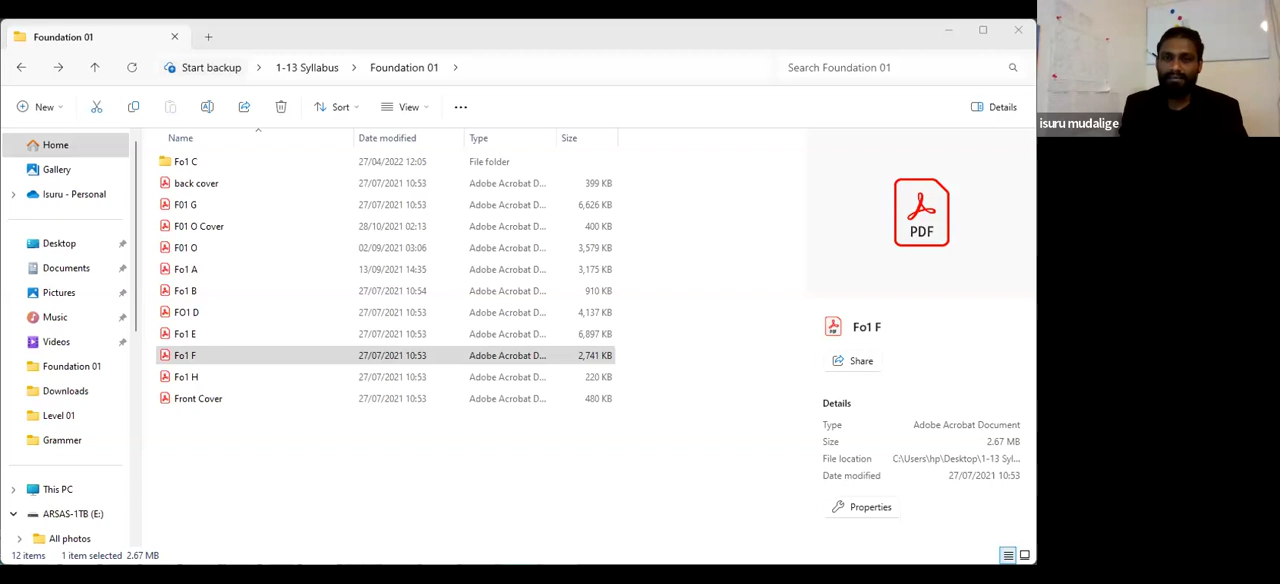 Foundation 01
Start backup > 1-13 Syllabus > Foundation 01 > Search Foundation 01
New Sort View ... Details
Name Date modified Type Size
Home
Gallery
Isuru - Personal
Desktop
Documents
Pictures
Music
Videos
Foundation 01
Downloads
Level 01
Grammer
This PC
ARSAS-1TB (E:)
All photos
Fo1 C 27/04/2022 12:05 File folder
back cover 27/07/2021 10:53 Adobe Acrobat D... 399 KB
F01 G 27/07/2021 10:53 Adobe Acrobat D... 6,626 KB
F01 O Cover 28/10/2021 02:13 Adobe Acrobat D... 400 KB
F01 O 02/09/2021 03:06 Adobe Acrobat D... 3,579 KB
Fo1 A 13/09/2021 14:35 Adobe Acrobat D... 3,175 KB
Fo1 B 27/07/2021 10:54 Adobe Acrobat D... 910 KB
FO1 D 27/07/2021 10:53 Adobe Acrobat D... 4,137 KB
Fo1 E 27/07/2021 10:53 Adobe Acrobat D... 6,897 KB
Fo1 F 27/07/2021 10:53 Adobe Acrobat D... 2,741 KB
Fo1 H 27/07/2021 10:53 Adobe Acrobat D... 220 KB
Front Cover 27/07/2021 10:53 Adobe Acrobat D... 480 KB
PDF
Fo1 F
Share
Details
Type Adobe Acrobat Document
Size 2.67 MB
File location C:\Users\hp\Desktop\1-13 Syl...
Date modified 27/07/2021 10:53
Properties
12 items 1 item selected 2.67 MB
isuru mudalige